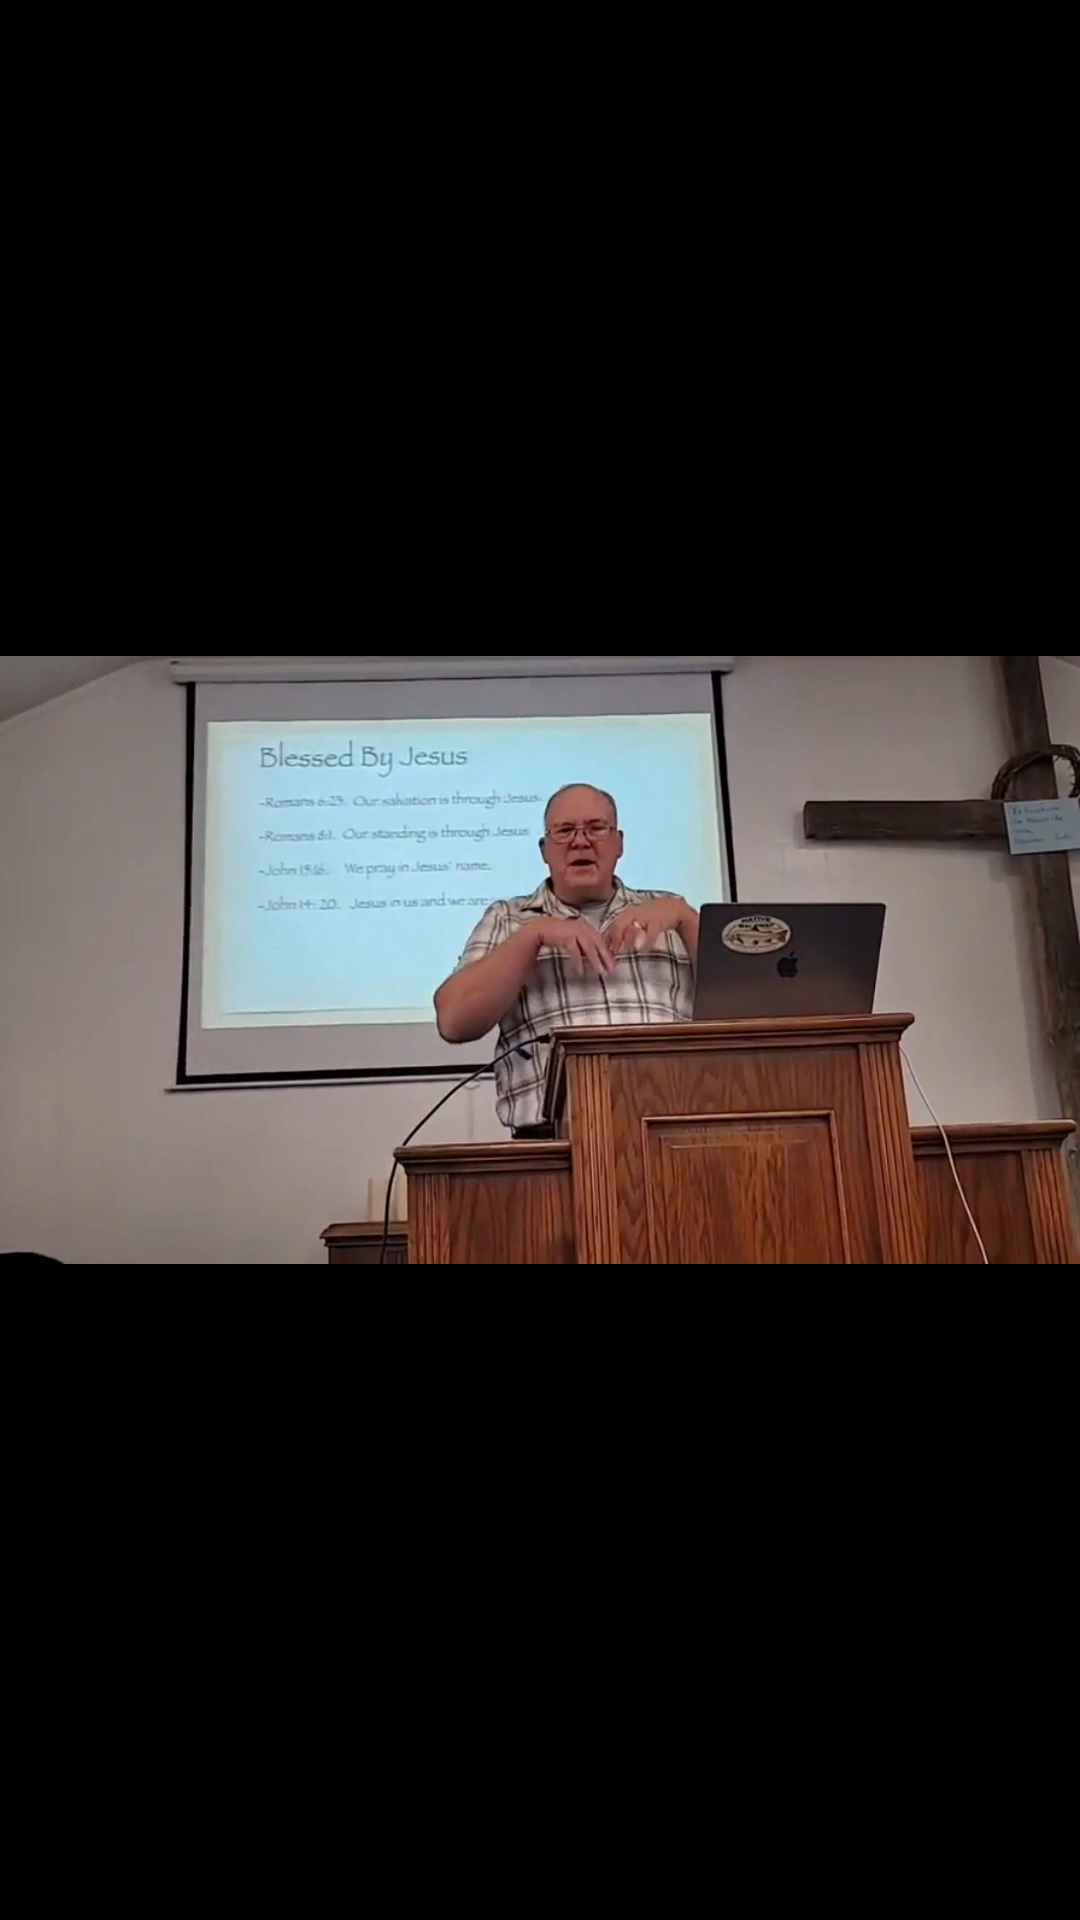 Blessed By Jesus
~Romans 6:23. Our salvation is through Jesus.
~Romans 8:1. Our standing is through Jesus
~John 15:16. We pray in Jesus' name.
~John 14: 20. Jesus in us and we are
NATIVE